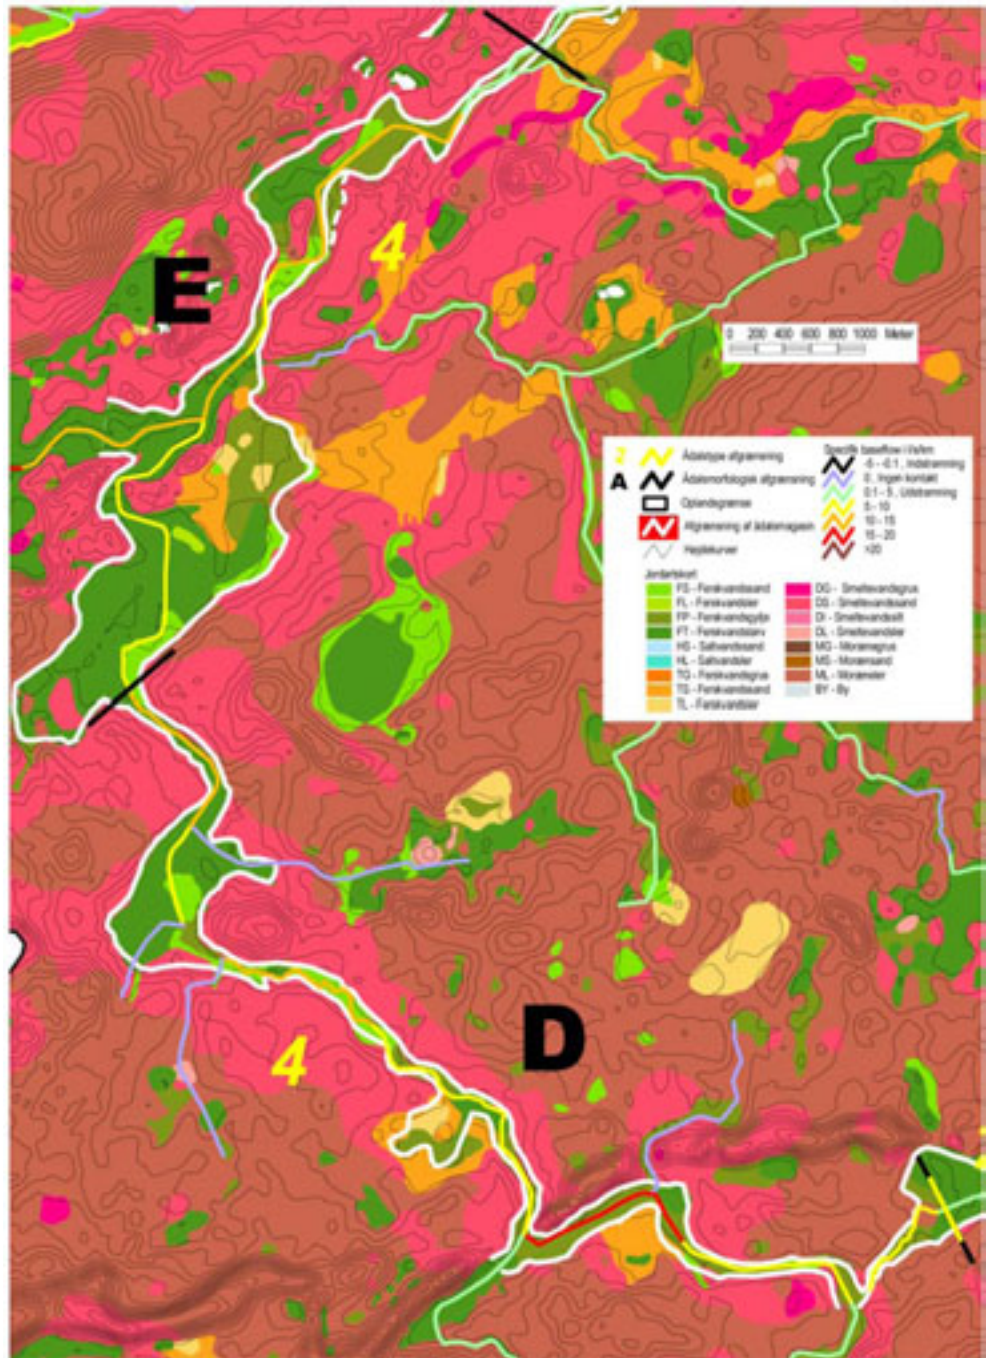 E
4
0 200 400 600 800 1000 Meter
2 Ådalstype afgrænsning
A Ådalsmorfologisk afgrænsning
Oplandsgrænse
Afgrænsning af ådalsmagasin
Højdekurver
Specifik baseflow i l/s/km
-5 - -0.1 , Indstrømning
0 , Ingen kontakt
0.1 - 5 , Udstrømning
5 - 10
10 - 15
15 - 20
>20
Jordartskort
FS - Ferskvandssand
FL - Ferskvandsler
FP - Ferskvandsgytje
FT - Ferskvandstørv
HS - Saltvandssand
HL - Saltvandsler
TG - Ferskvandsgrus
TS - Ferskvandssand
TL - Ferskvandsler
DG - Smeltevandsgrus
DS - Smeltevandssand
DI - Smeltevandssilt
DL - Smeltevandsler
MG - Morænegrus
MS - Morænesand
ML - Moræneler
BY - By
D
4